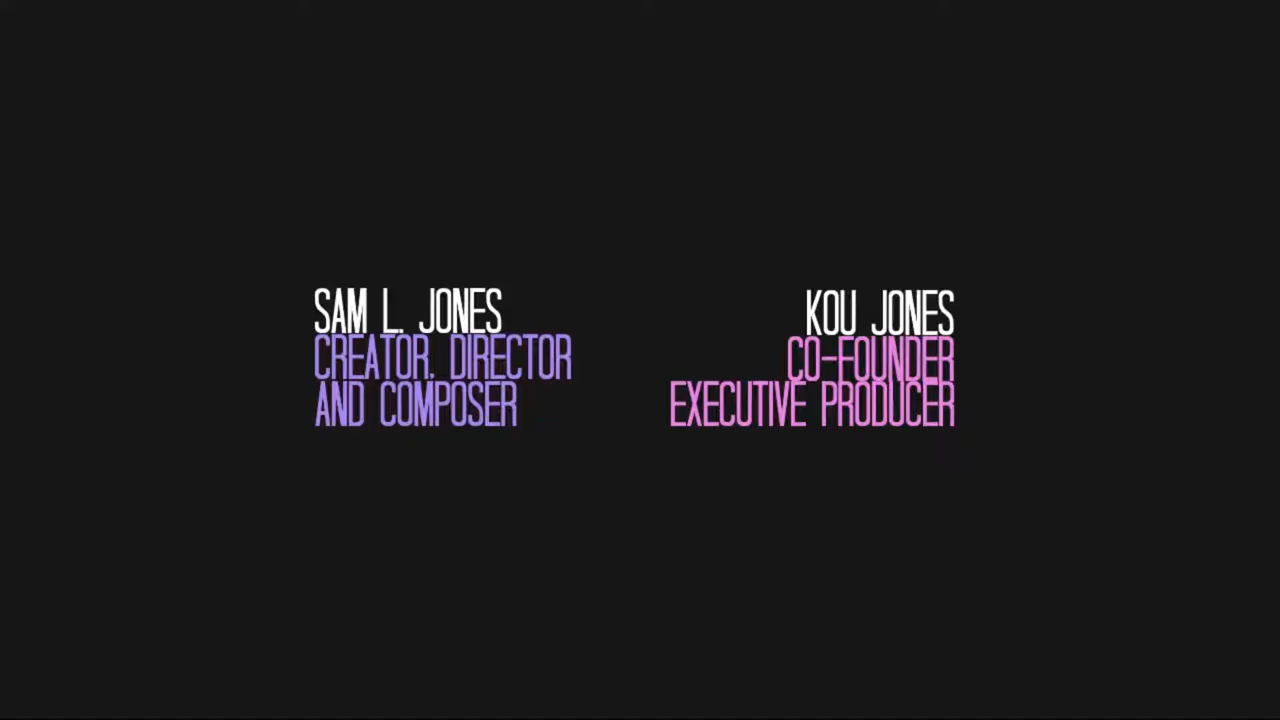 SAM L. JONES
CREATOR, DIRECTOR
AND COMPOSER
KOU JONES
CO-FOUNDER
EXECUTIVE PRODUCER